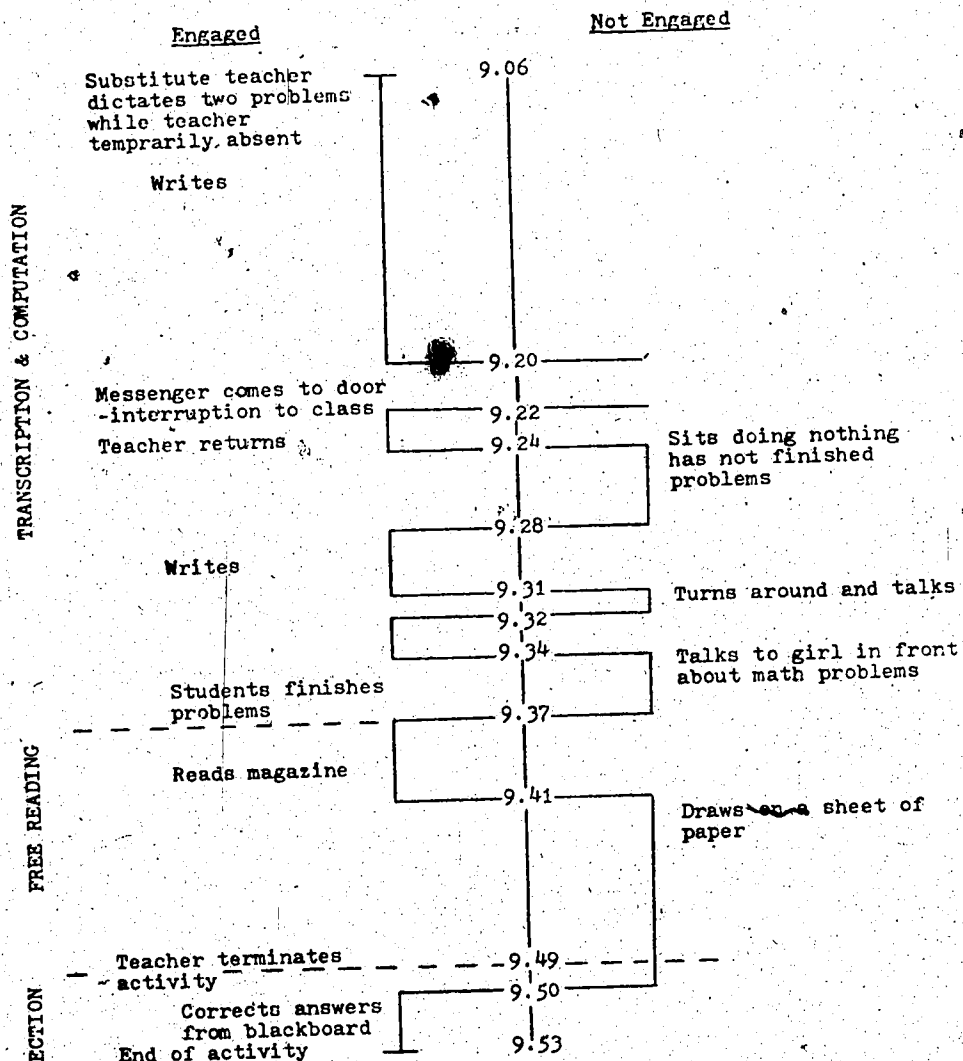 Engaged
Not Engaged
Substitute teacher
dictates two problems
while teacher
temprarily absent
9.06
Writes
TRANSCRIPTION & COMPUTATION
9.20
Messenger comes to door
-interruption to class
9.22
Teacher returns
9.24
Sits doing nothing
has not finished
problems
9.28
Writes
9.31
Turns around and talks
9.32
9.34
Talks to girl in front
about math problems
Students finishes
problems
9.37
FREE READING
Reads magazine
9.41
Draws on a sheet of
paper
Teacher terminates
activity
9.49
9.50
ECTION
Corrects answers
from blackboard
End of activity
9.53